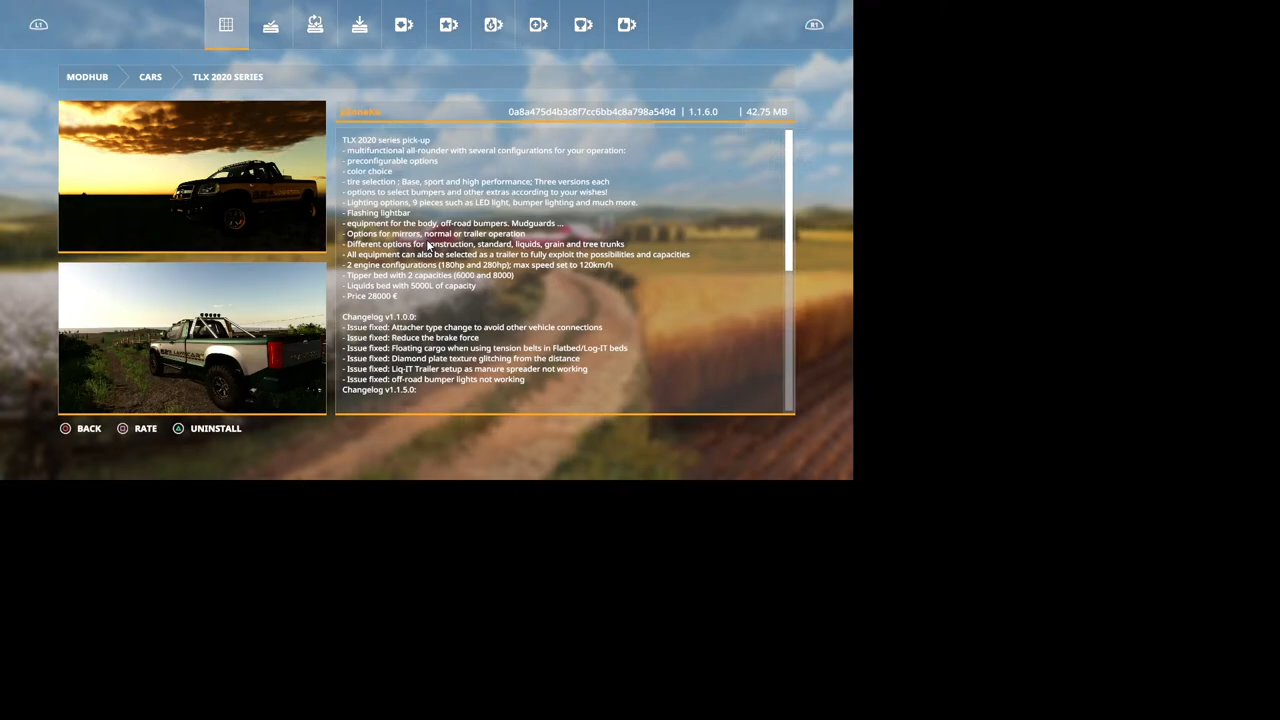 L1
R1
MODHUB
CARS
TLX 2020 SERIES
0a8a475d4b3c8f7cc6bb4c8a798a549d | 1.1.6.0 | 42.75 MB
TLX 2020 series pick-up
- multifunctional all-rounder with several configurations for your operation:
- preconfigurable options
- color choice
- tire selection ; Base, sport and high performance; Three versions each
- options to select bumpers and other extras according to your wishes!
- Lighting options, 9 pieces such as LED light, bumper lighting and much more.
- Flashing lightbar
- equipment for the body, off-road bumpers. Mudguards ...
- Options for mirrors, normal or trailer operation
- Different options for construction, standard, liquids, grain and tree trunks
- All equipment can also be selected as a trailer to fully exploit the possibilities and capacities
- 2 engine configurations (180hp and 280hp); max speed set to 120km/h
- Tipper bed with 2 capacities (6000 and 8000)
- Liquids bed with 5000L of capacity
- Price 28000 €
Changelog v1.1.0.0:
- Issue fixed: Attacher type change to avoid other vehicle connections
- Issue fixed: Reduce the brake force
- Issue fixed: Floating cargo when using tension belts in Flatbed/Log-IT beds
- Issue fixed: Diamond plate texture glitching from the distance
- Issue fixed: Liq-IT Trailer setup as manure spreader not working
- Issue fixed: off-road bumper lights not working
Changelog v1.1.5.0:
BACK
RATE
UNINSTALL